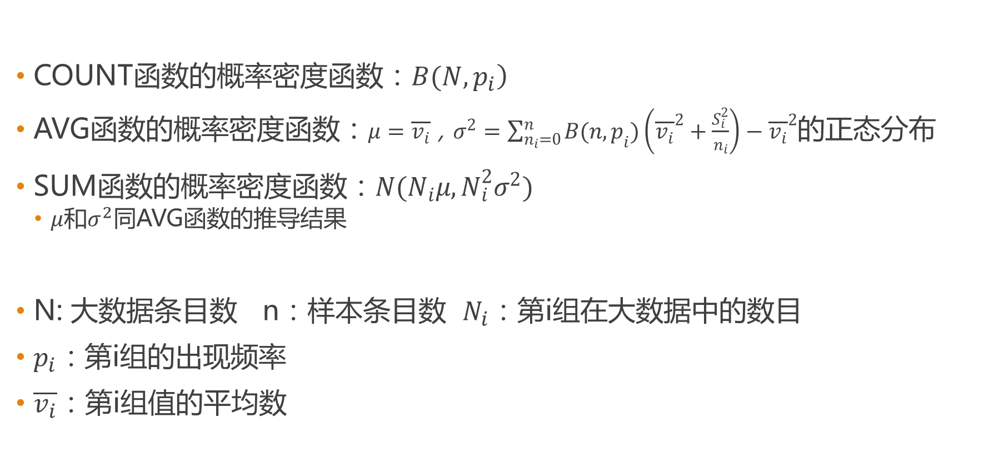 • COUNT函数的概率密度函数：$B(N, p_i)$
• AVG函数的概率密度函数：$\mu = \overline{v_i}$，$\sigma^2 = \sum_{n_i=0}^{n} B(n, p_i) \left( \overline{v_i}^2 + \frac{S_i^2}{n_i} \right) - \overline{v_i}^2$的正态分布
• SUM函数的概率密度函数：$N(N_i\mu, N_i^2\sigma^2)$
• $\mu$和$\sigma^2$同AVG函数的推导结果
• N: 大数据条目数 n：样本条目数 $N_i$：第i组在大数据中的数目
• $p_i$：第i组的出现频率
• $\overline{v_i}$：第i组值的平均数